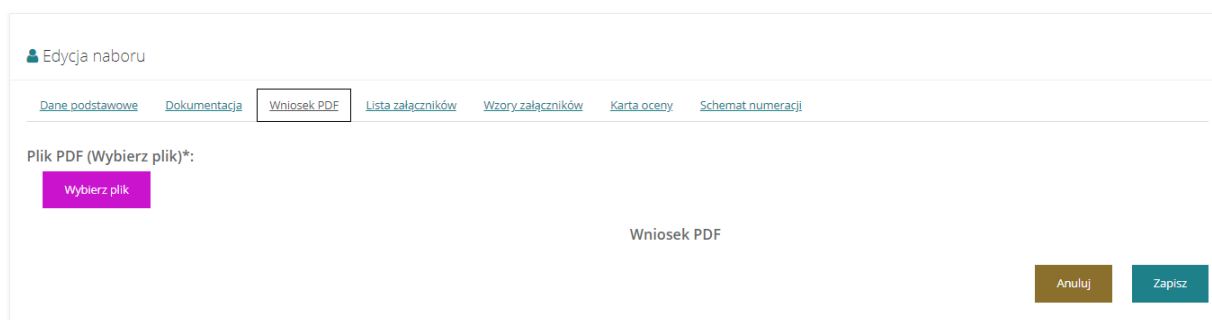 Edycja naboru
Dane podstawowe Dokumentacja Wniosek PDF Lista załączników Wzory załączników Karta oceny Schemat numeracji
Plik PDF (Wybierz plik)*:
Wybierz plik
Wniosek PDF
Anuluj Zapisz